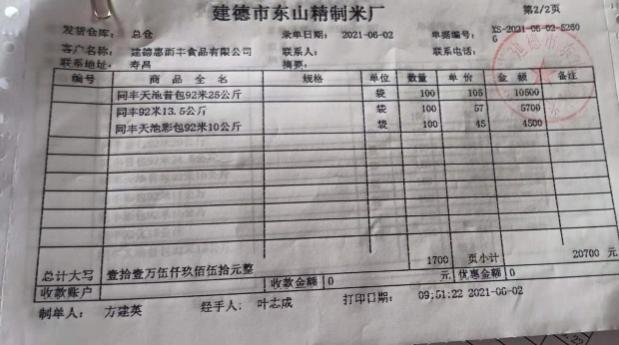 建德市东山精制米厂
第2/2页
发货仓库： 总仓 录单日期： 2021-06-02 单据编号： XS-2021-06-02-5260
G
客户名称： 建德惠而丰食品有限公司 联系人： 联系电话：
联系地址： 寿昌 摘要：
编号 商 品 全 名 规格 单位 数量 单 价 金 额 备注
同丰天池普包92米25公斤 袋 100 105 10500
同丰92米13.5公斤 袋 100 57 5700
同丰天池彩包92米10公斤 袋 100 45 4500
1700 页小计 20700 元
总计大写 壹拾壹万伍仟玖佰伍拾元整
收款账户 收款金额 0 元 优惠金额 0
制单人： 方建英 经手人： 叶志成 打印日期： 09:51:22 2021-06-02